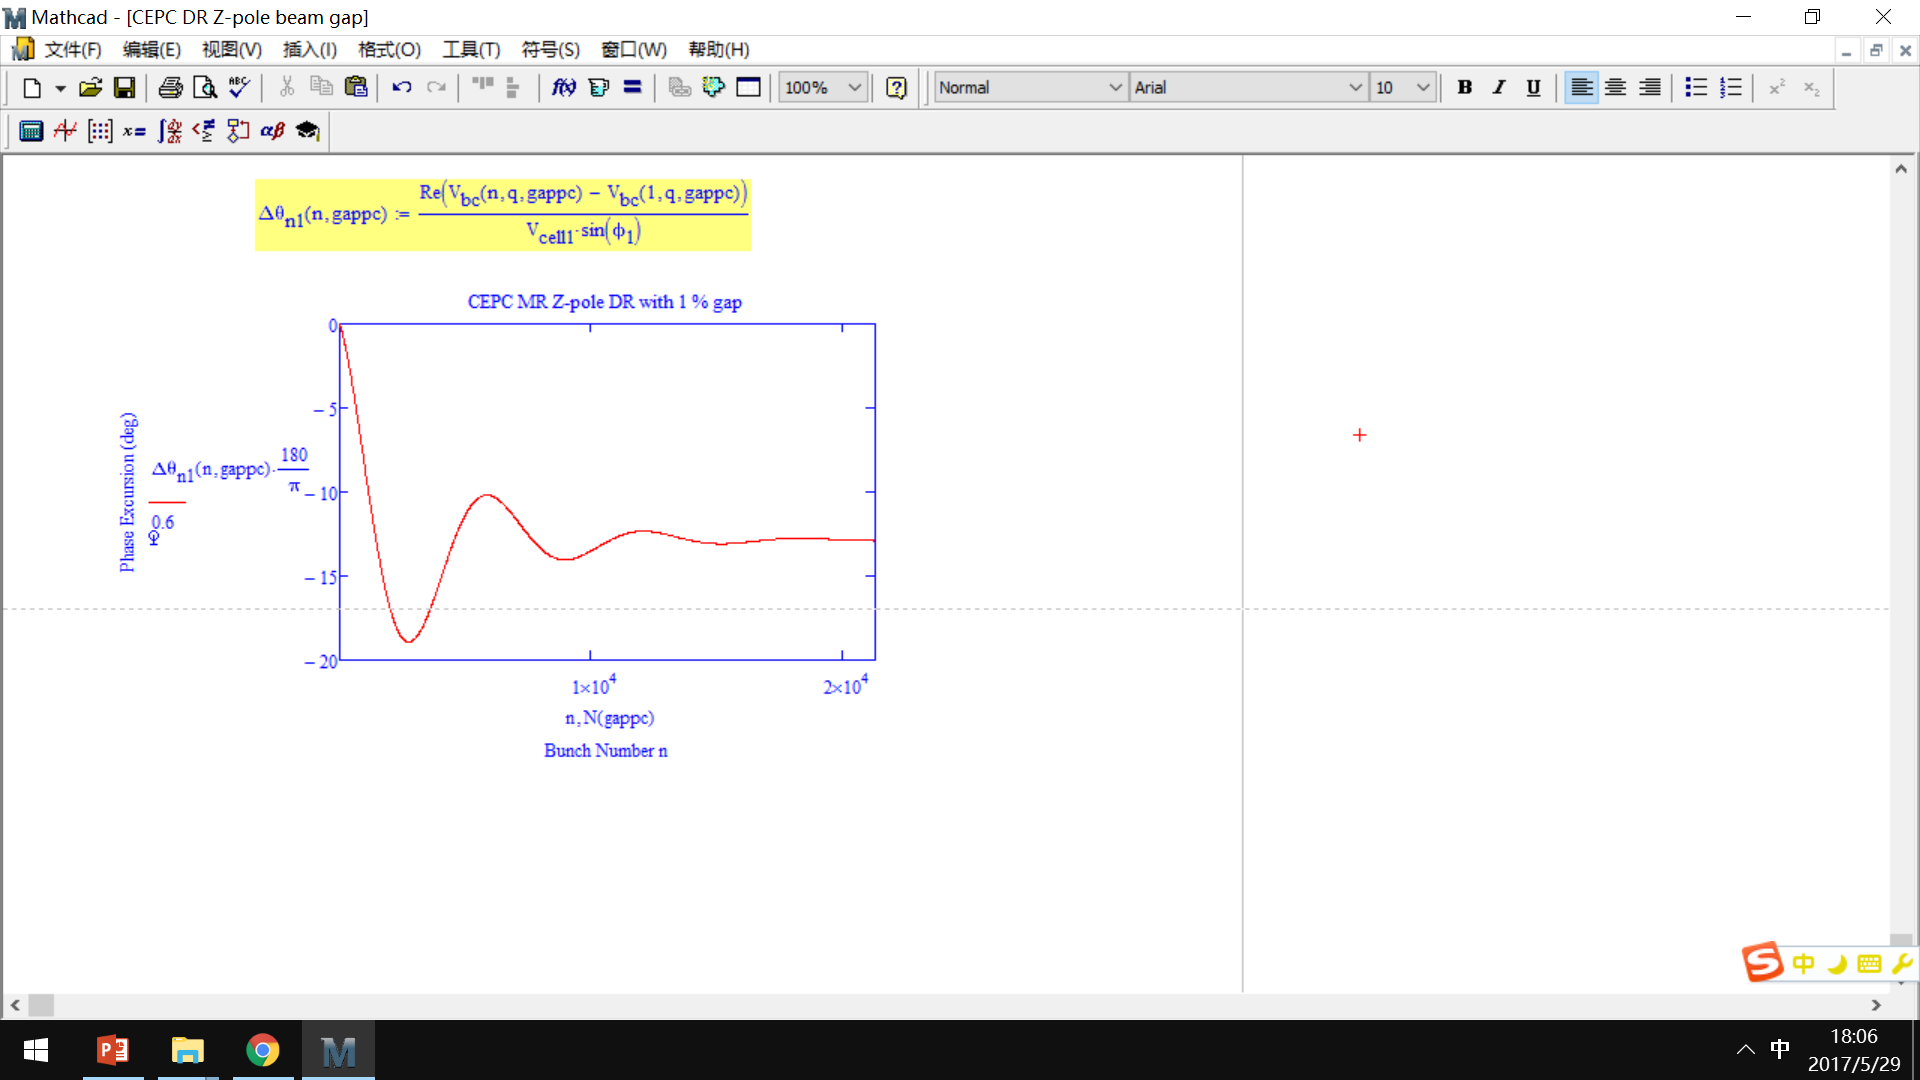 Mathcad - [CEPC DR Z-pole beam gap]
文件(F) 编辑(E) 视图(V) 插入(I) 格式(O) 工具(T) 符号(S) 窗口(W) 帮助(H)
100% Normal Arial 10 B I U
Δθn1(n,gappc) := Re(Vbc(n,q,gappc) − Vbc(1,q,gappc)) / Vcell1·sin(ϕ1)
CEPC MR Z-pole DR with 1 % gap
0
−5
−10
−15
−20
Phase Excursion (deg)
Δθn1(n,gappc)·180/π
0.6
1×10^4 2×10^4
n,N(gappc)
Bunch Number n
中
中
18:06
2017/5/29